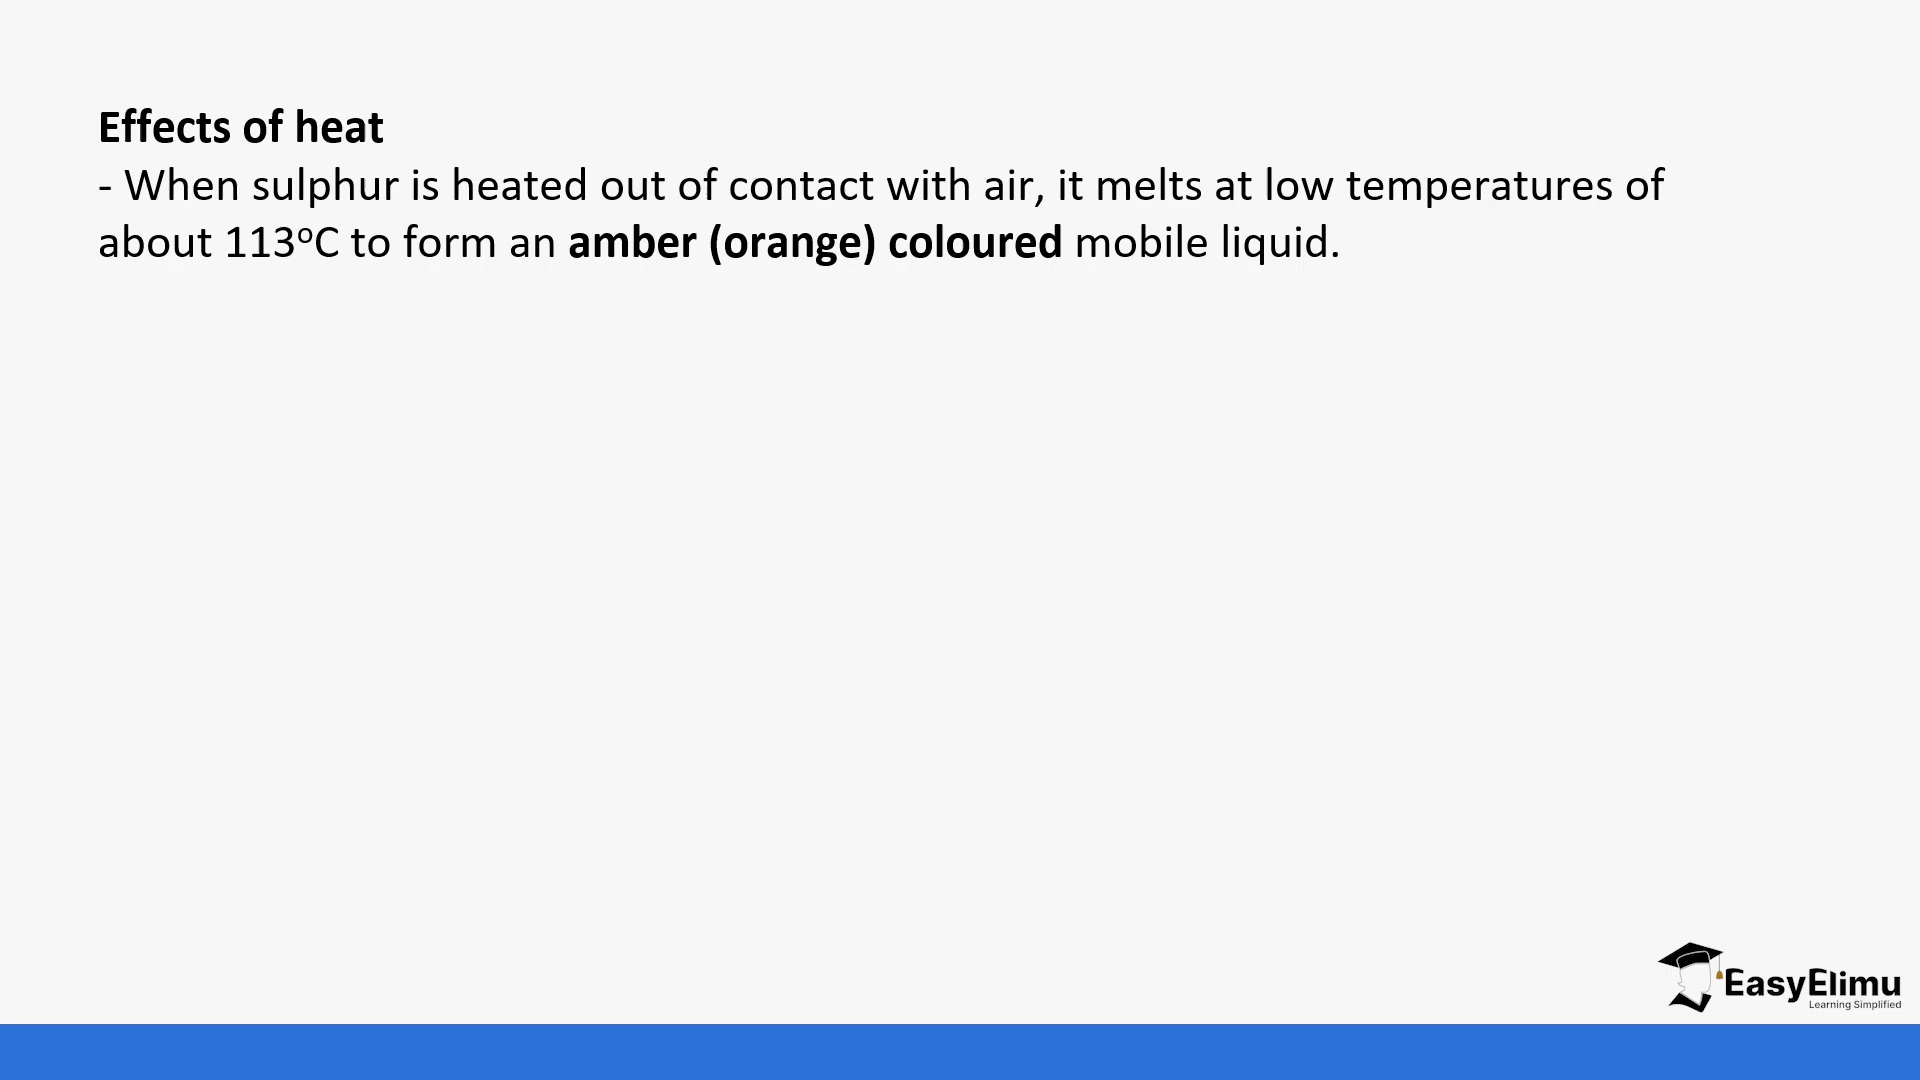 Effects of heat
- When sulphur is heated out of contact with air, it melts at low temperatures of
about 113ºC to form an amber (orange) coloured mobile liquid.
EasyElimu
Learning Simplified